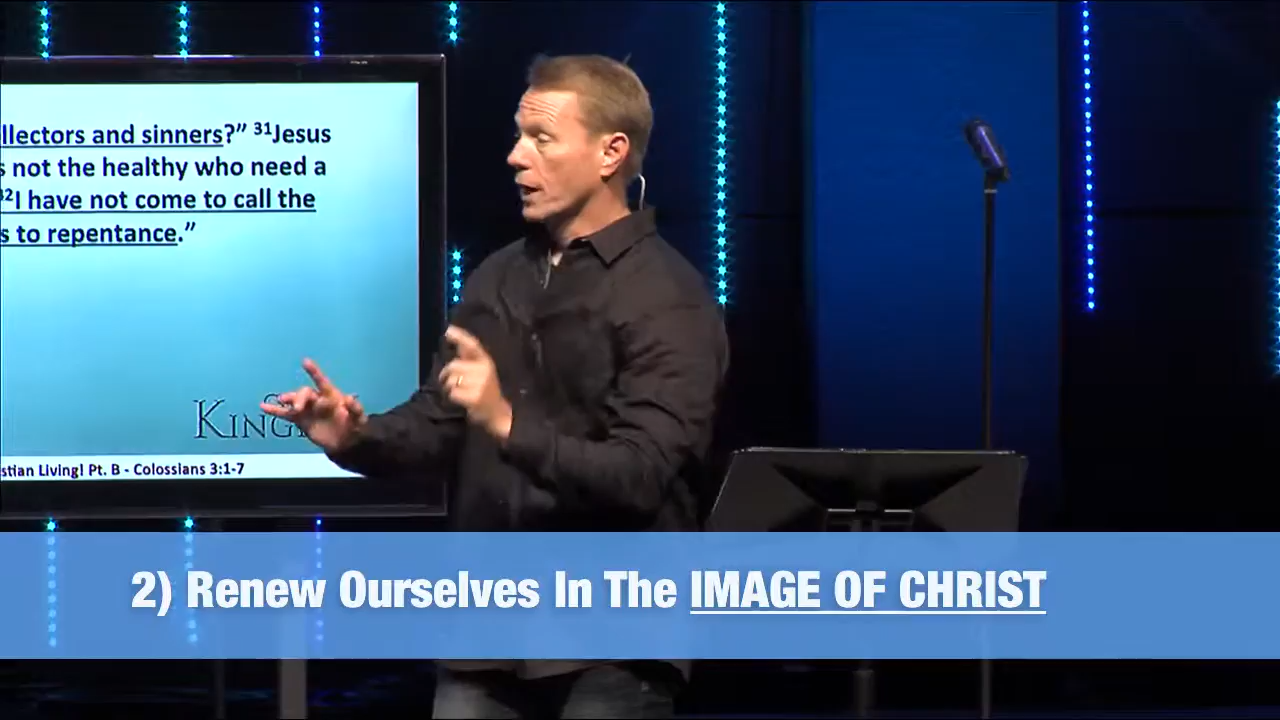 llectors and sinners?” ³¹Jesus
s not the healthy who need a
³²I have not come to call the
s to repentance.”
stian Living! Pt. B - Colossians 3:1-7
2) Renew Ourselves In The IMAGE OF CHRIST